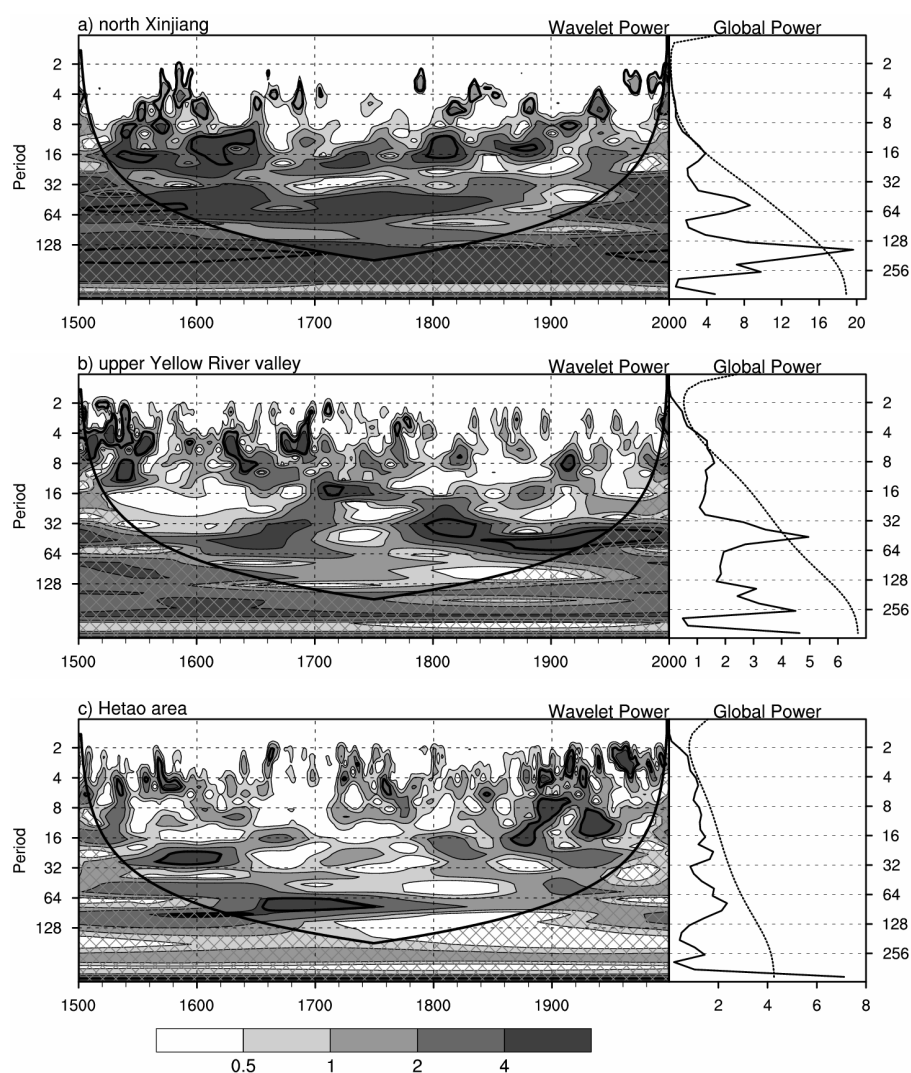 a) north Xinjiang Wavelet Power Global Power
2 2
4 4
8 8
16 16
32 32
64 64
128 128
256
Period
1500 1600 1700 1800 1900 2000 4 8 12 16 20
b) upper Yellow River valley Wavelet Power Global Power
2 2
4 4
8 8
16 16
32 32
64 64
128 128
256
Period
1500 1600 1700 1800 1900 2000 1 2 3 4 5 6
c) Hetao area Wavelet Power Global Power
2 2
4 4
8 8
16 16
32 32
64 64
128 128
256
Period
1500 1600 1700 1800 1900 2 4 6 8
0.5 1 2 4